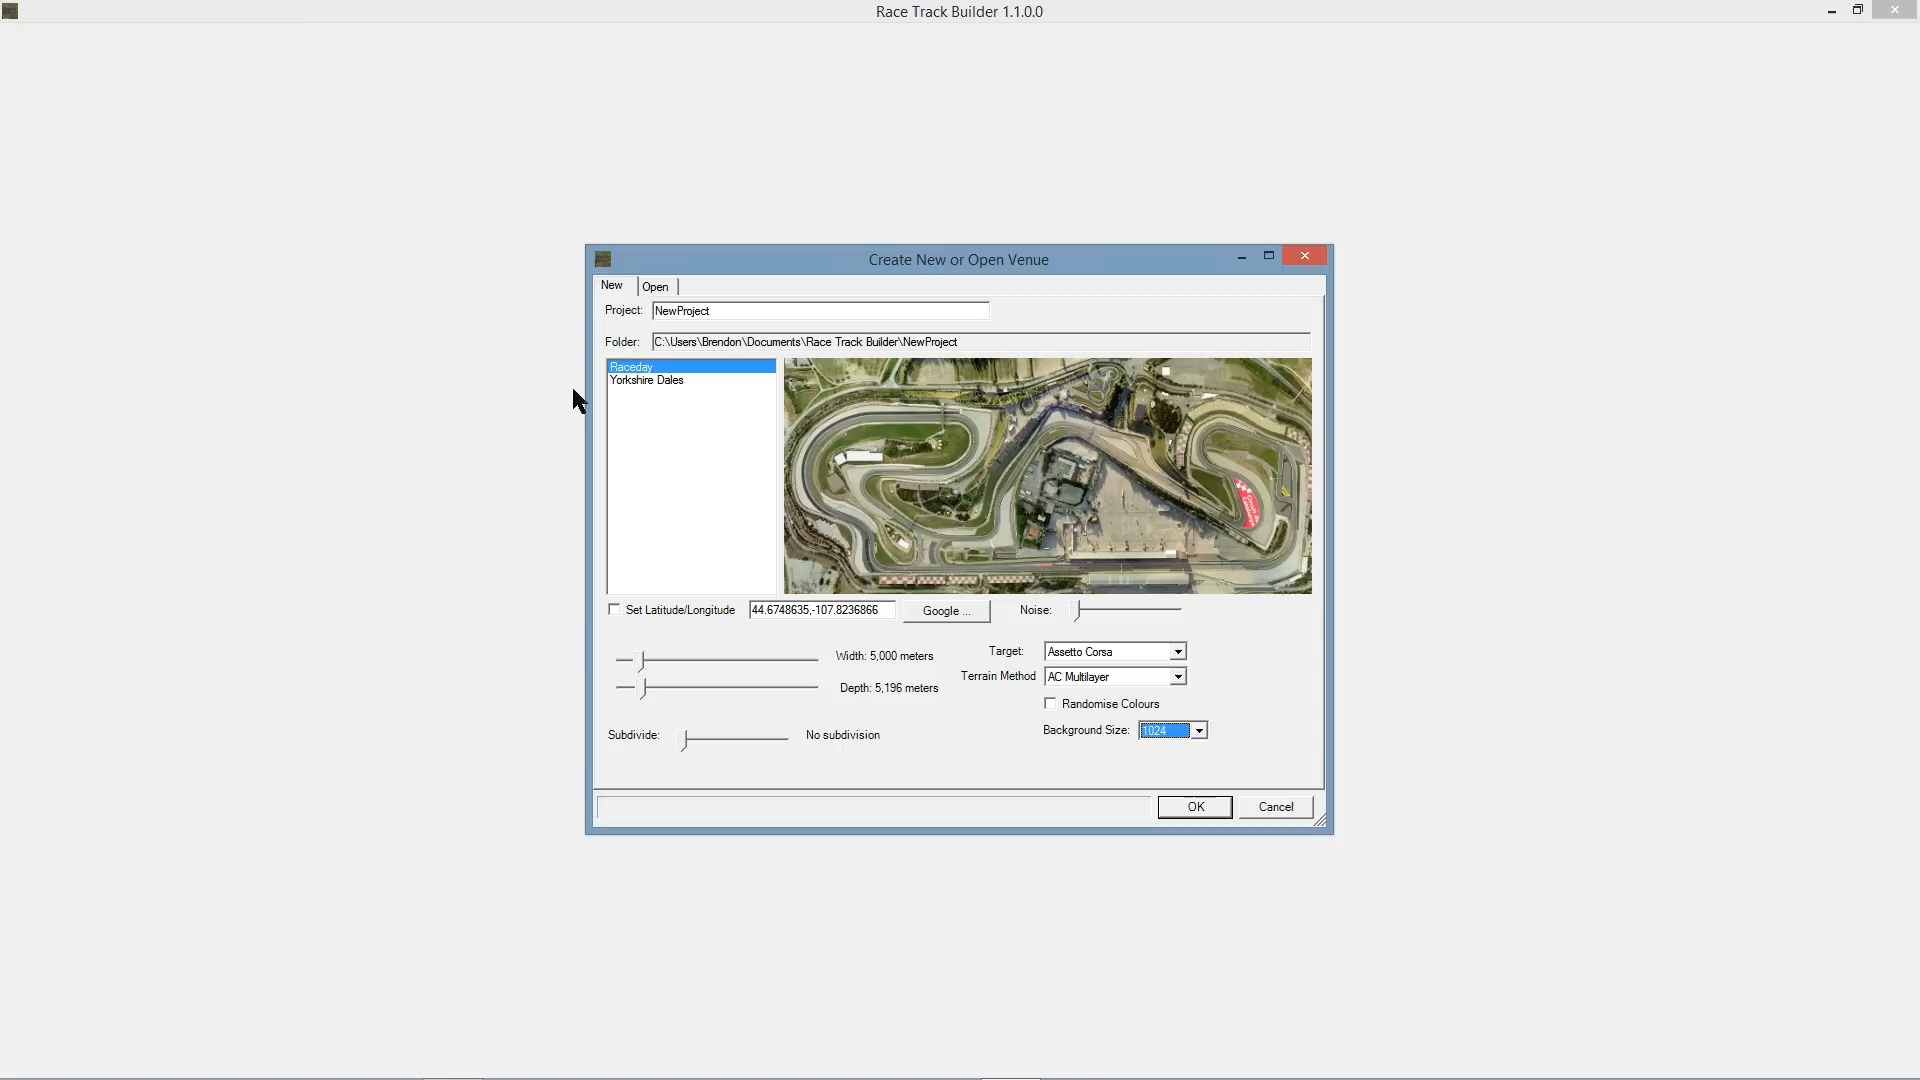 Race Track Builder 1.1.0.0
Create New or Open Venue
New Open
Project: NewProject
Folder: C:\Users\Brendon\Documents\Race Track Builder\NewProject
Raceday
Yorkshire Dales
Set Latitude/Longitude 44.6748635,-107.8236866 Google ... Noise:
Width: 5,000 meters Target: Assetto Corsa
Depth: 5,196 meters Terrain Method AC Multilayer
Randomise Colours
Subdivide: No subdivision Background Size: 1024
OK Cancel